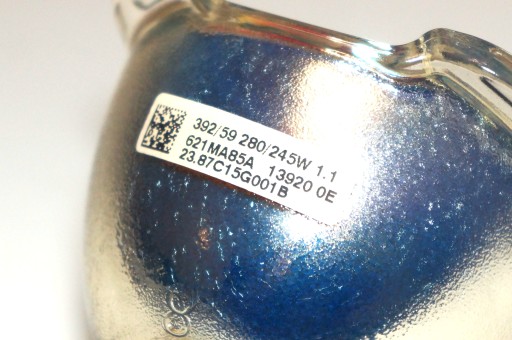 392/59 280/245W 1.1
621MA85A 13920 0E
23.87C15G001B